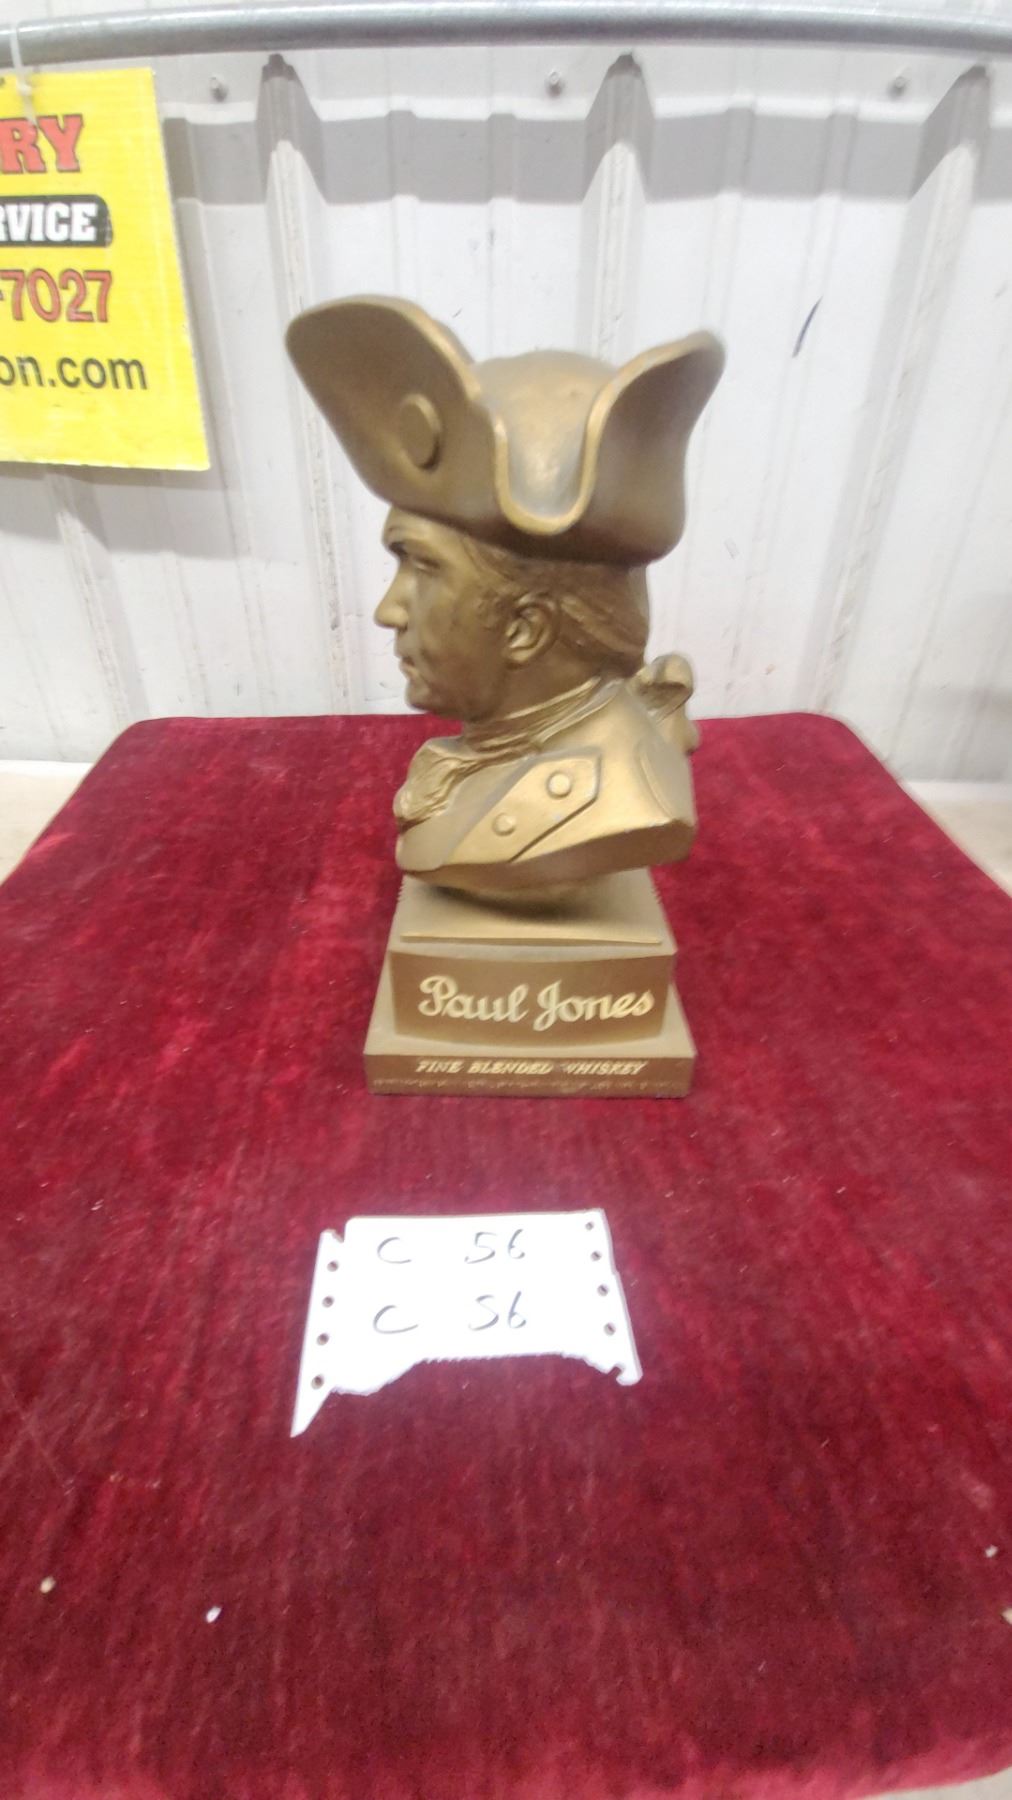 RY
RVICE
-7027
on.com
Paul Jones
FINE BLENDED WHISKEY
C 56
C 56